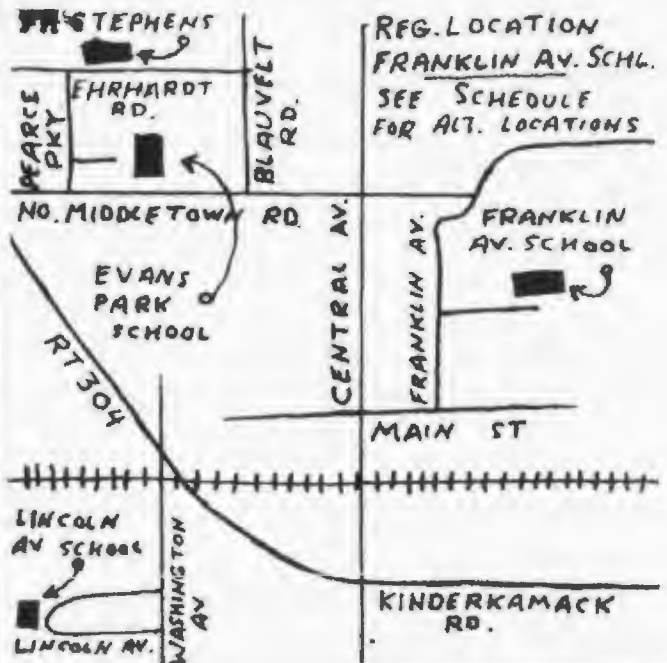 STEPHENS
REG. LOCATION
FRANKLIN AV. SCHL.
SEE SCHEDULE
FOR ALT. LOCATIONS
EHRHARDT
RD.
PEARCE
PKY
BLAUVELT
RD.
NO. MIDDLETOWN RD.
CENTRAL AV.
FRANKLIN AV.
FRANKLIN
AV. SCHOOL
EVANS
PARK
SCHOOL
RT 304
MAIN ST
LINCOLN
AV SCHOOL
WASHINGTON
AV
LINCOLN AV.
KINDERKAMACK
RD.